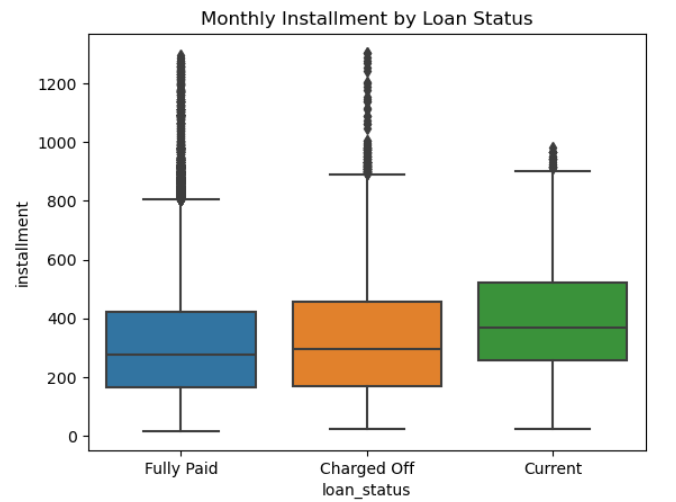 Monthly Installment by Loan Status
1200
1000
800
600
400
200
0
installment
Fully Paid Charged Off Current
loan_status